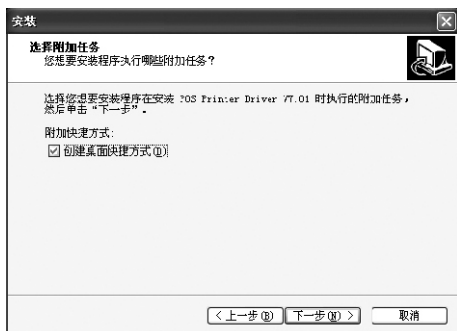 安装
选择附加任务
您想要安装程序执行哪些附加任务?
选择您想要安装程序在安装 POS Printer Driver V7.01 时执行的附加任务,
然后单击“下一步”。
附加快捷方式:
创建桌面快捷方式(D)
<上一步(B) 下一步(N)> 取消